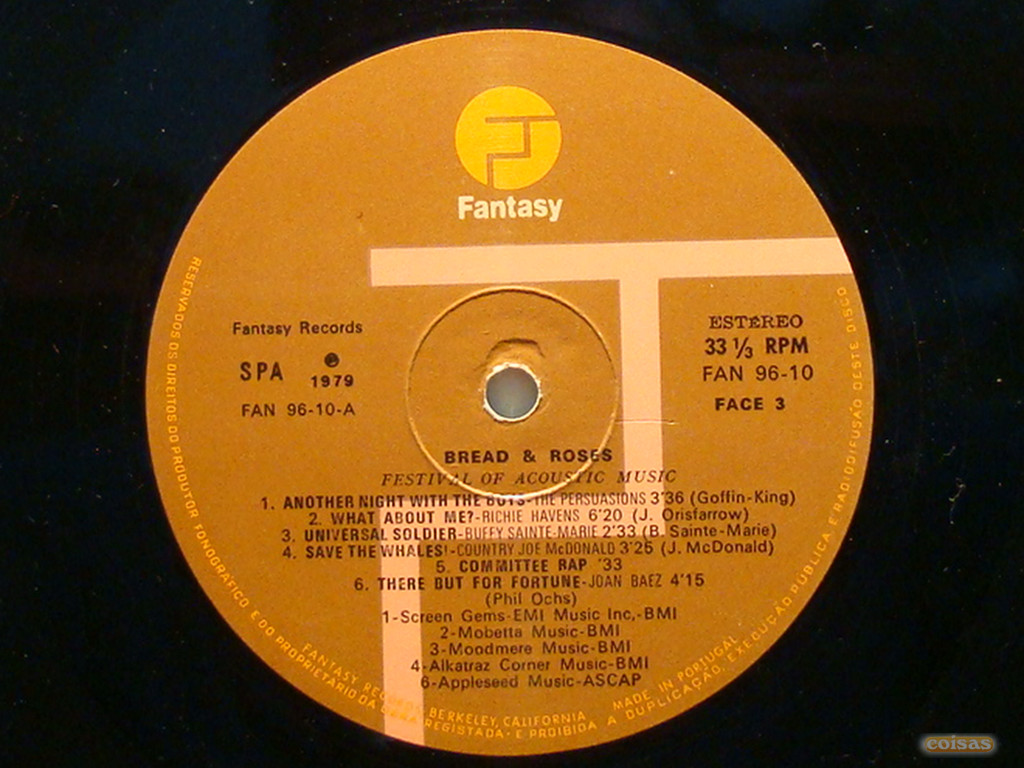 Fantasy
Fantasy Records
SPA
℗
1979
FAN 96-10-A
ESTÉREO
33 ⅓ RPM
FAN 96-10
FACE 3
BREAD & ROSES
FESTIVAL OF ACOUSTIC MUSIC
1. ANOTHER NIGHT WITH THE BOYS-THE PERSUASIONS 3'36 (Goffin-King)
2. WHAT ABOUT ME?-RICHIE HAVENS 6'20 (J. Orisfarrow)
3. UNIVERSAL SOLDIER-BUFFY SAINTE-MARIE 2'33 (B. Sainte-Marie)
4. SAVE THE WHALES!-COUNTRY JOE McDONALD 3'26 (J. McDonald)
5. COMMITTEE RAP '33
6. THERE BUT FOR FORTUNE-JOAN BAEZ 4'15
(Phil Ochs)
1-Screen Gems-EMI Music Inc,-BMI
2-Mobetta Music-BMI
3-Moodmere Music-BMI
4-Alkatraz Corner Music-BMI
6-Appleseed Music-ASCAP
FANTASY RECORDS BERKELEY, CALIFORNIA
MADE IN PORTUGAL
RESERVADOS OS DIREITOS DO PRODUTOR FONOGRÁFICO E DO PROPRIETÁRIO DA OBRA REGISTADA · É PROIBIDA A DUPLICAÇÃO, EXECUÇÃO PÚBLICA E RADIODIFUSÃO DESTE DISCO
coisas